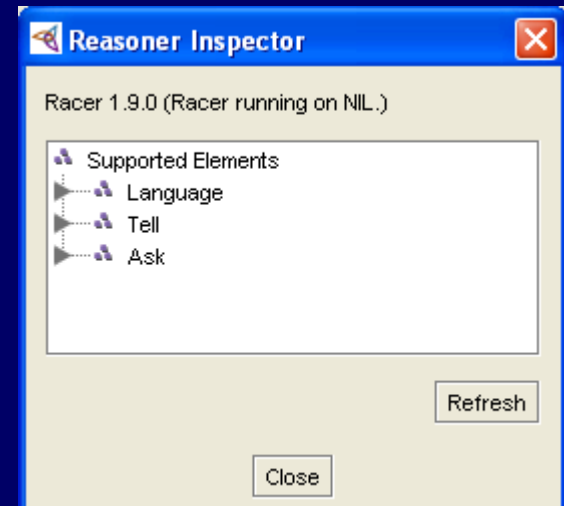 Reasoner Inspector
Racer 1.9.0 (Racer running on NIL.)
Supported Elements
Language
Tell
Ask
Refresh
Close